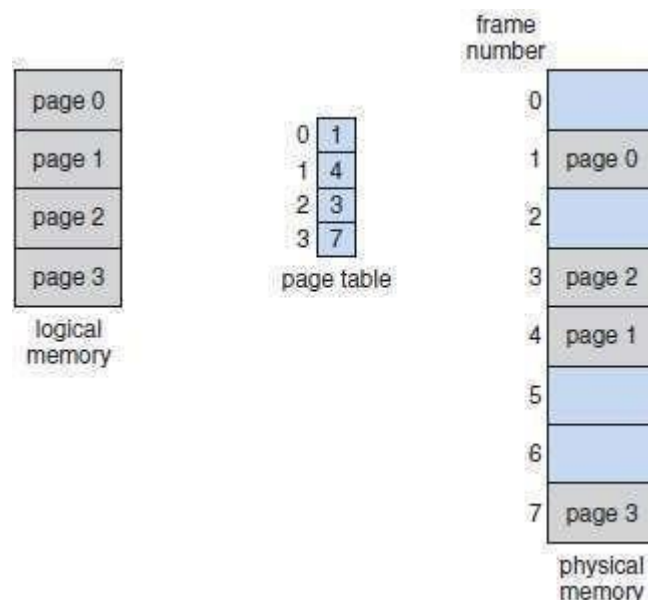 frame
number
page 0
page 1
page 2
page 3
logical
memory
0 1
1 4
2 3
3 7
page table
0
1 page 0
2
3 page 2
4 page 1
5
6
7 page 3
physical
memory